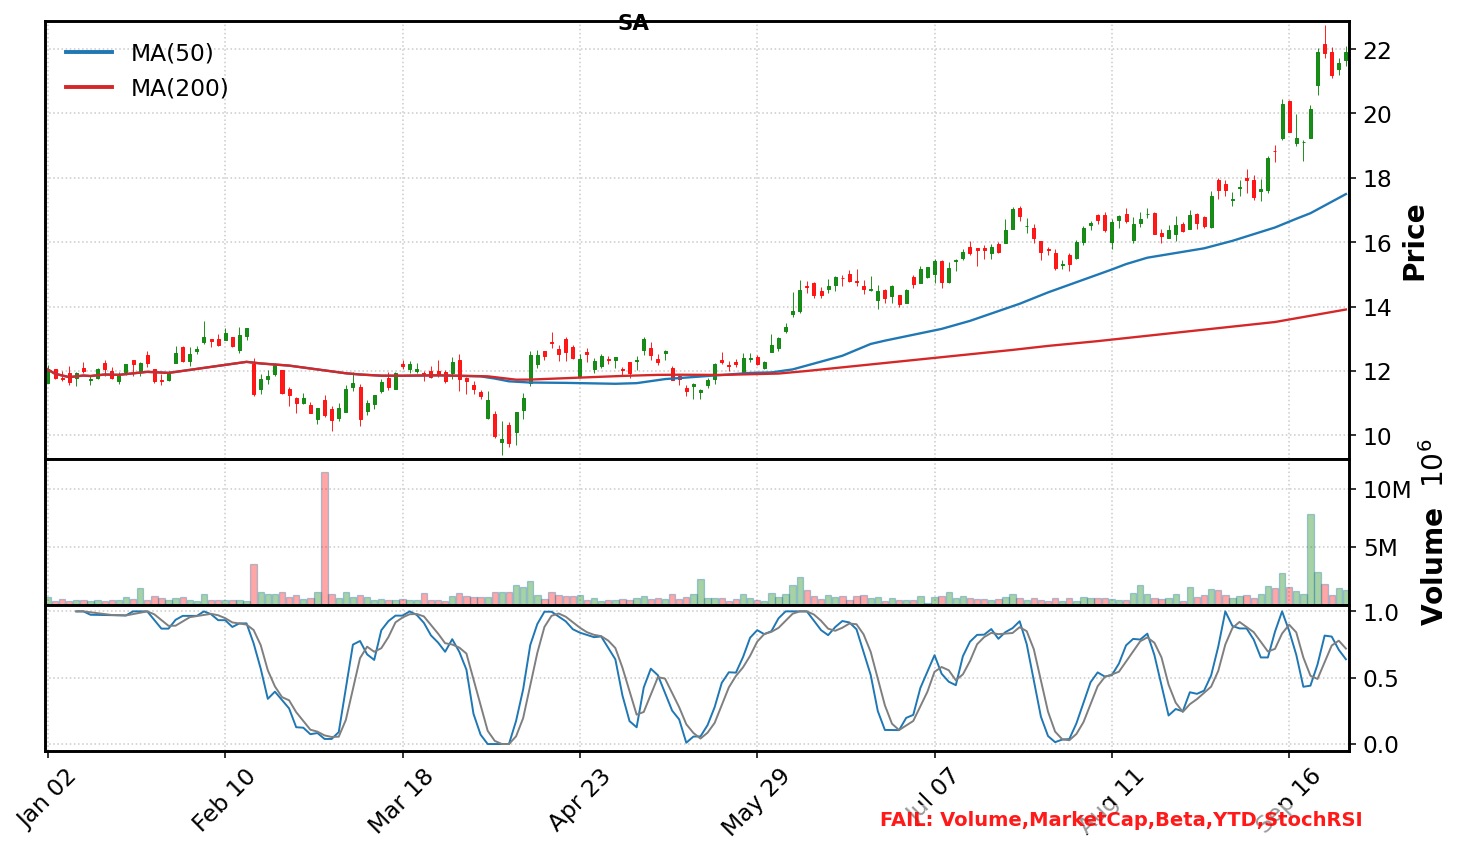 SA
MA(50)
MA(200)
22
20
18
16
14
12
10
Price
10M
5M
Volume 10^6
1.0
0.5
0.0
Jan 02
Feb 10
Mar 18
Apr 23
May 29
Jul 07
Aug 11
Sep 16
FAIL: Volume,MarketCap,Beta,YTD,StochRSI